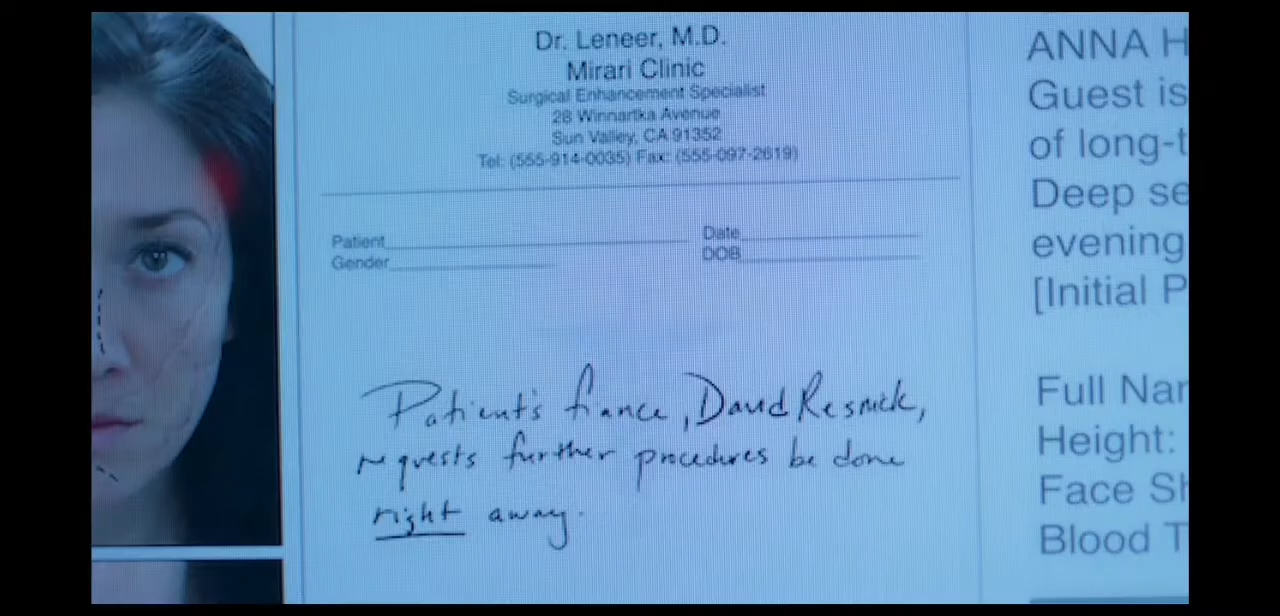 Dr. Leneer, M.D.
Mirari Clinic
Surgical Enhancement Specialist
28 Winnartka Avenue
Sun Valley, CA 91352
Tel: (555-914-0035) Fax: (555-097-2619)
Patient
Date
Gender
DOB
Patient's fiance, David Resnick,
requests further procedures be done
right away.
ANNA H
Guest is
of long-t
Deep se
evening
[Initial P
Full Nar
Height:
Face Sh
Blood T